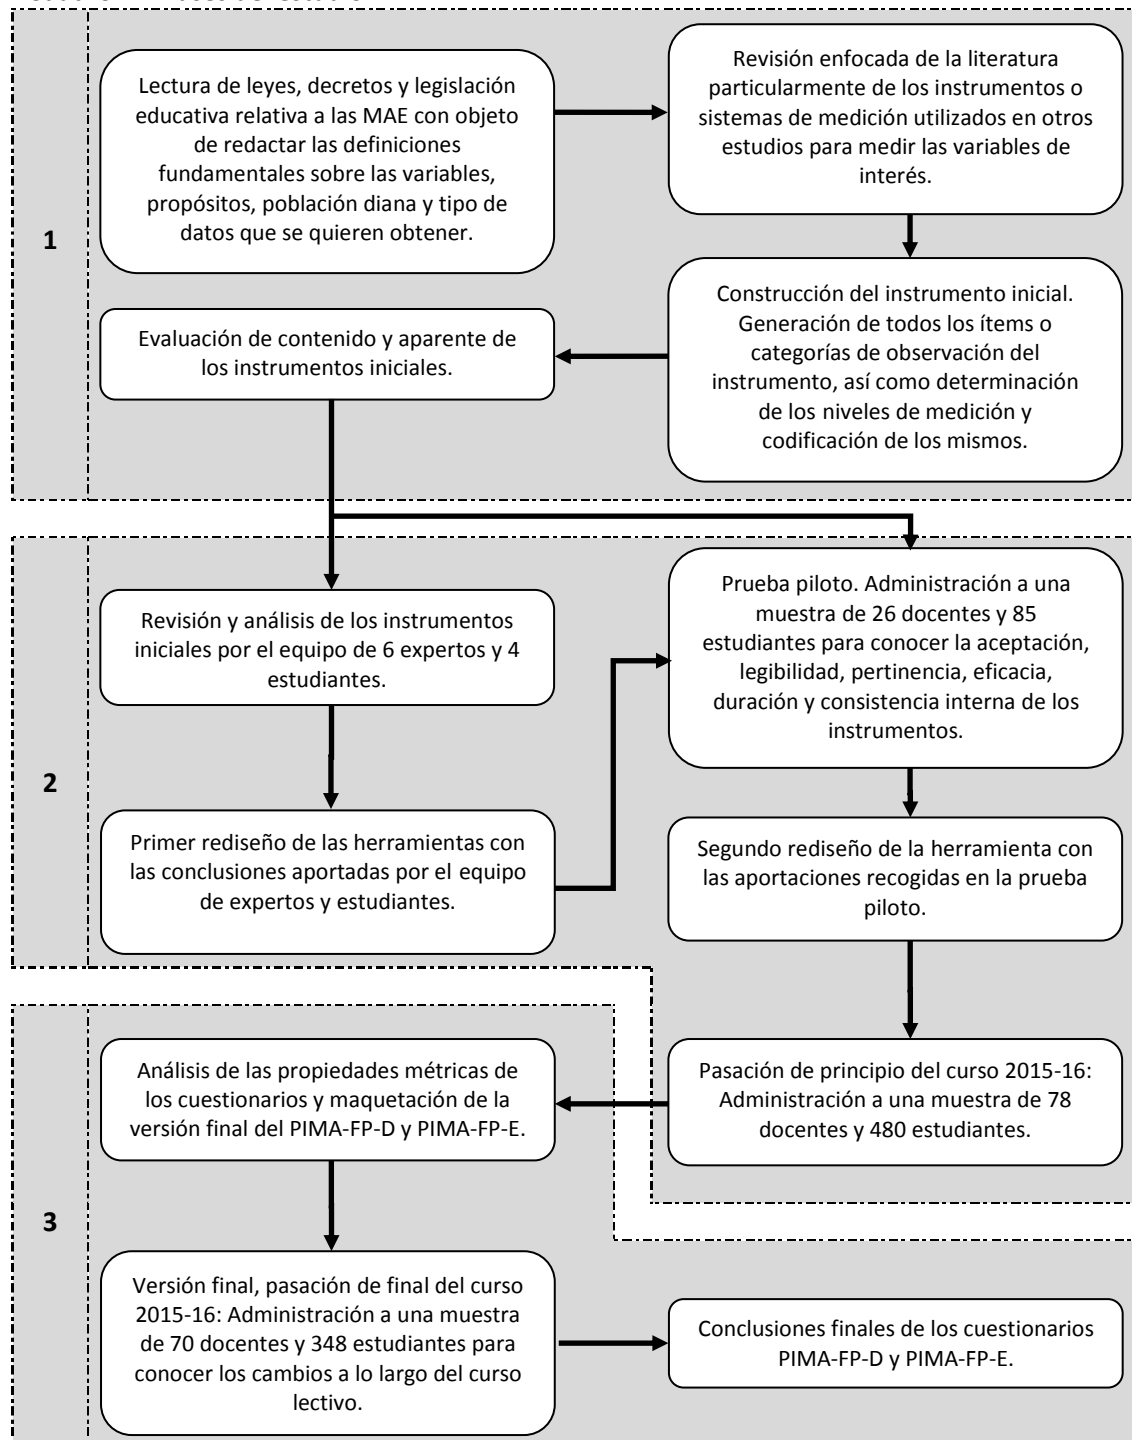 Lectura de leyes, decretos y legislación
educativa relativa a las MAE con objeto
de redactar las definiciones
fundamentales sobre las variables,
propósitos, población diana y tipo de
datos que se quieren obtener.
Revisión enfocada de la literatura
particularmente de los instrumentos o
sistemas de medición utilizados en otros
estudios para medir las variables de
interés.
1
Construcción del instrumento inicial.
Generación de todos los ítems o
categorías de observación del
instrumento, así como determinación
de los niveles de medición y
codificación de los mismos.
Evaluación de contenido y aparente de
los instrumentos iniciales.
2
Revisión y análisis de los instrumentos
iniciales por el equipo de 6 expertos y 4
estudiantes.
Primer rediseño de las herramientas con
las conclusiones aportadas por el equipo
de expertos y estudiantes.
Prueba piloto. Administración a una
muestra de 26 docentes y 85
estudiantes para conocer la aceptación,
legibilidad, pertinencia, eficacia,
duración y consistencia interna de los
instrumentos.
Segundo rediseño de la herramienta con
las aportaciones recogidas en la prueba
piloto.
Pasación de principio del curso 2015-16:
Administración a una muestra de 78
docentes y 480 estudiantes.
3
Análisis de las propiedades métricas de
los cuestionarios y maquetación de la
versión final del PIMA-FP-D y PIMA-FP-E.
Versión final, pasación de final del curso
2015-16: Administración a una muestra
de 70 docentes y 348 estudiantes para
conocer los cambios a lo largo del curso
lectivo.
Conclusiones finales de los cuestionarios
PIMA-FP-D y PIMA-FP-E.